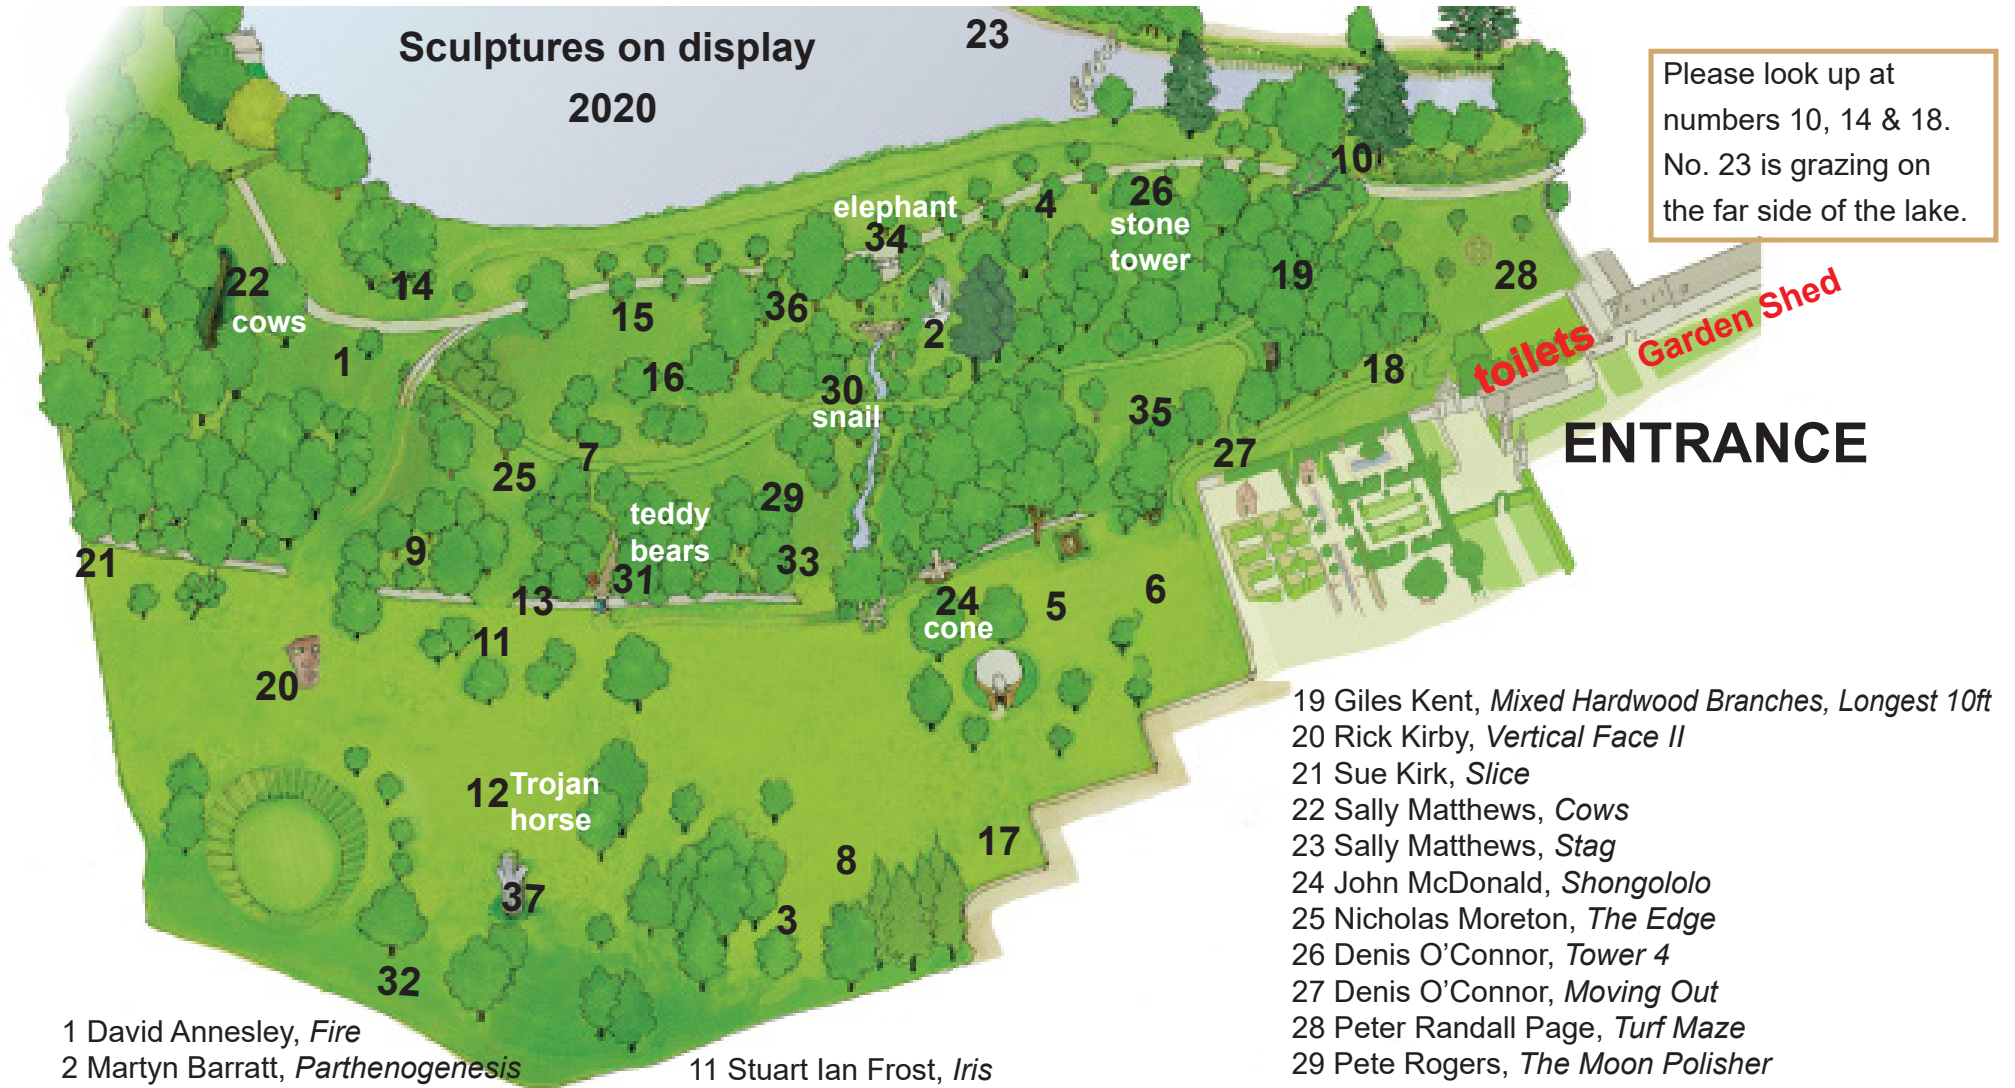 Sculptures on display
2020
23
Please look up at
numbers 10, 14 & 18.
No. 23 is grazing on
the far side of the lake.
10
elephant
34
4
26
stone
tower
19
28
22
cows
14
15
36
2
1
16
30
snail
18
toilets
Garden Shed
ENTRANCE
35
27
25
7
29
teddy
bears
33
31
21
9
13
11
24
cone
5
6
20
12
Trojan
horse
37
8
17
3
32
1 David Annesley, Fire
2 Martyn Barratt, Parthenogenesis
11 Stuart Ian Frost, Iris
19 Giles Kent, Mixed Hardwood Branches, Longest 10ft
20 Rick Kirby, Vertical Face II
21 Sue Kirk, Slice
22 Sally Matthews, Cows
23 Sally Matthews, Stag
24 John McDonald, Shongololo
25 Nicholas Moreton, The Edge
26 Denis O’Connor, Tower 4
27 Denis O’Connor, Moving Out
28 Peter Randall Page, Turf Maze
29 Pete Rogers, The Moon Polisher